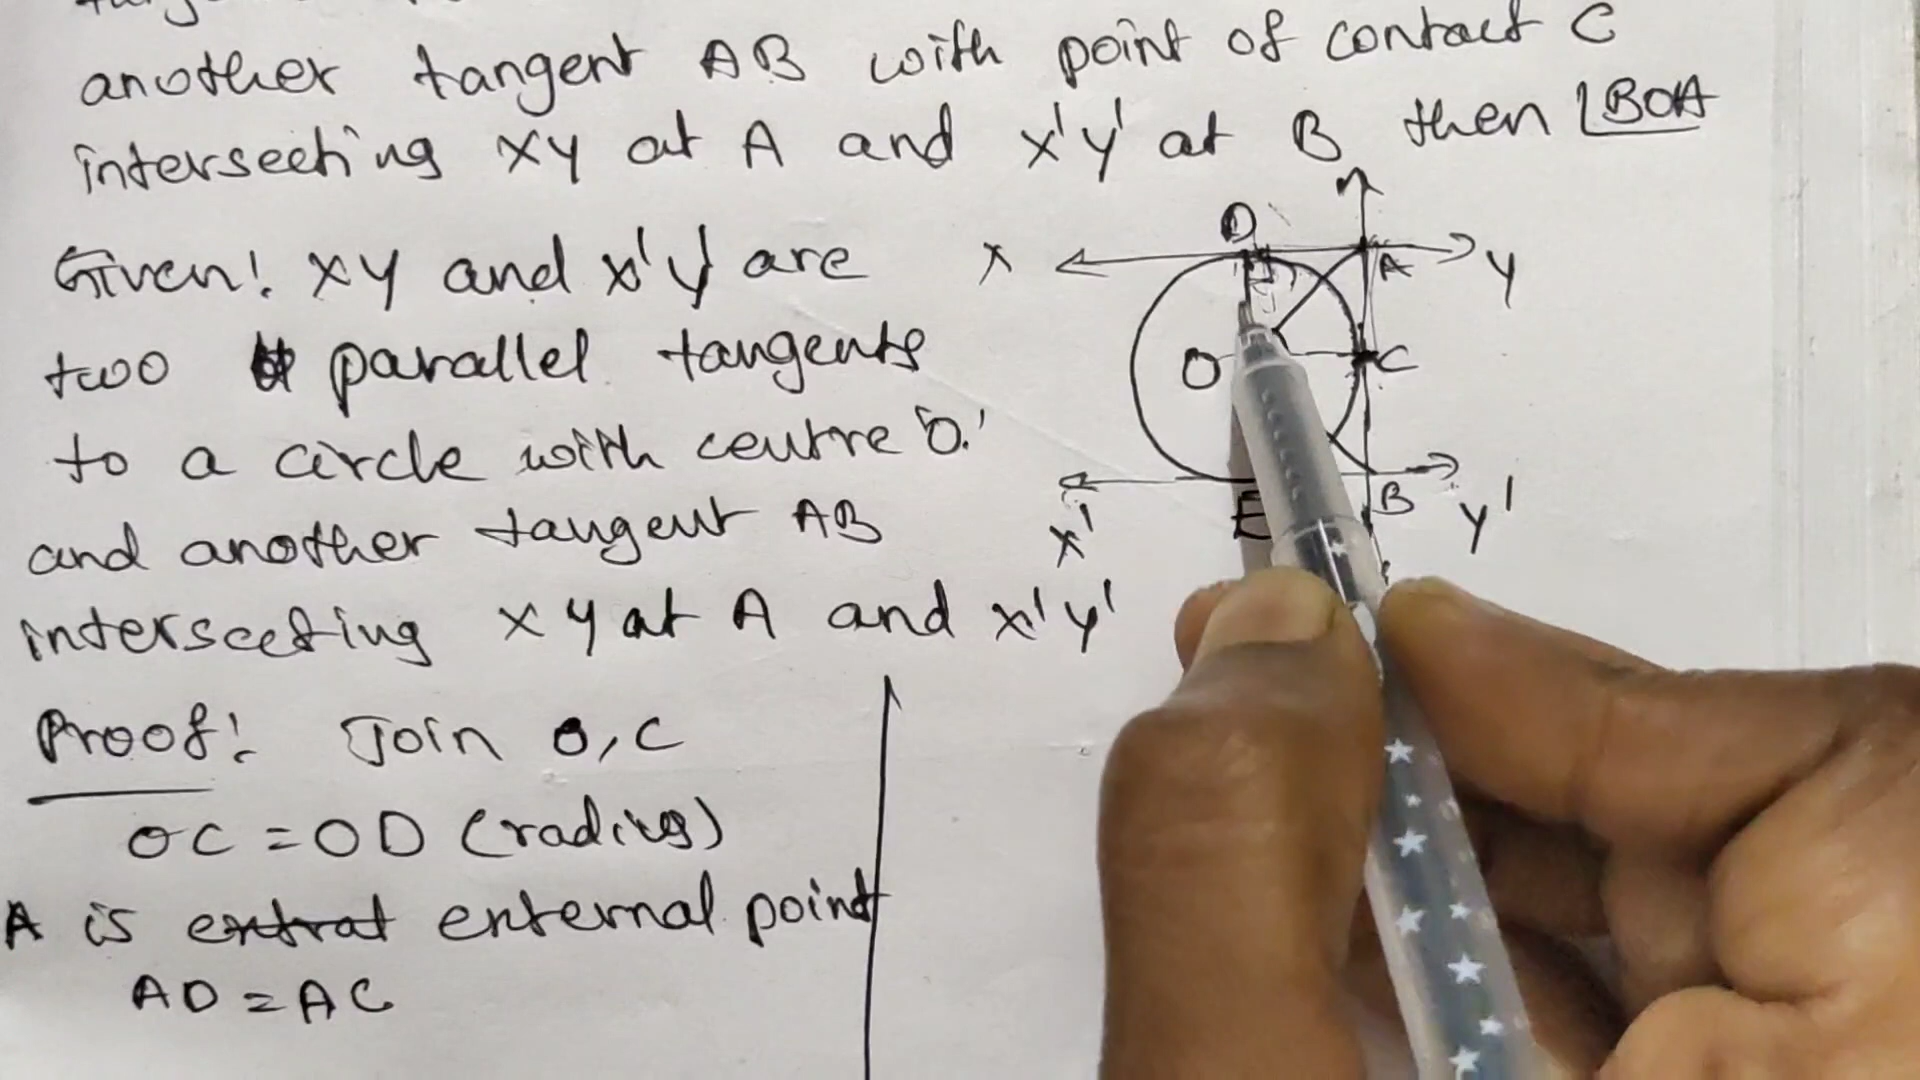 another tangent AB with point of contact C
intersecting XY at A and X'Y' at B then ∠BOA
Given! XY and X'Y' are
two parallel tangents
to a circle with centre 'O.'
and another tangent AB
intersecting XY at A and X'Y'
Proof! Join O, C
OC = OD (radius)
A is external point
AD = AC
D
X
A
Y
O
C
E
B
X'
Y'